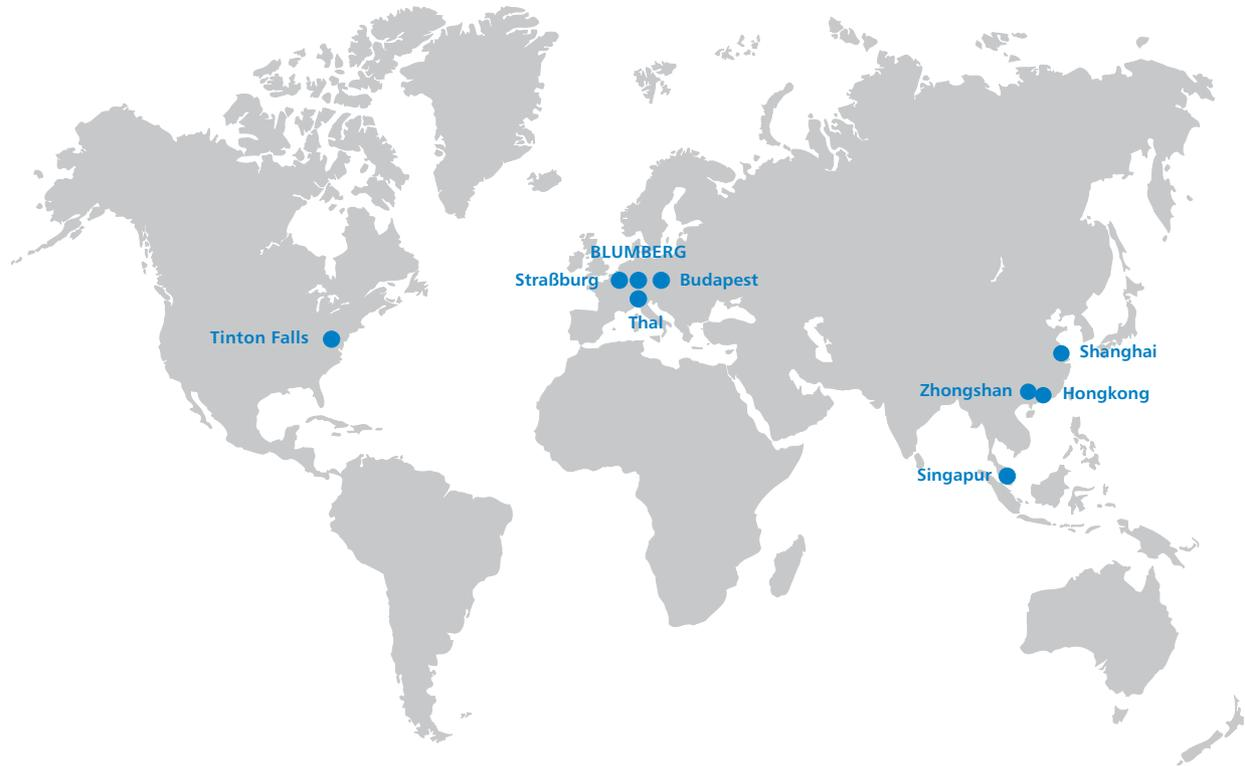 BLUMBERG
Straßburg
Budapest
Thal
Tinton Falls
Shanghai
Zhongshan
Hongkong
Singapur